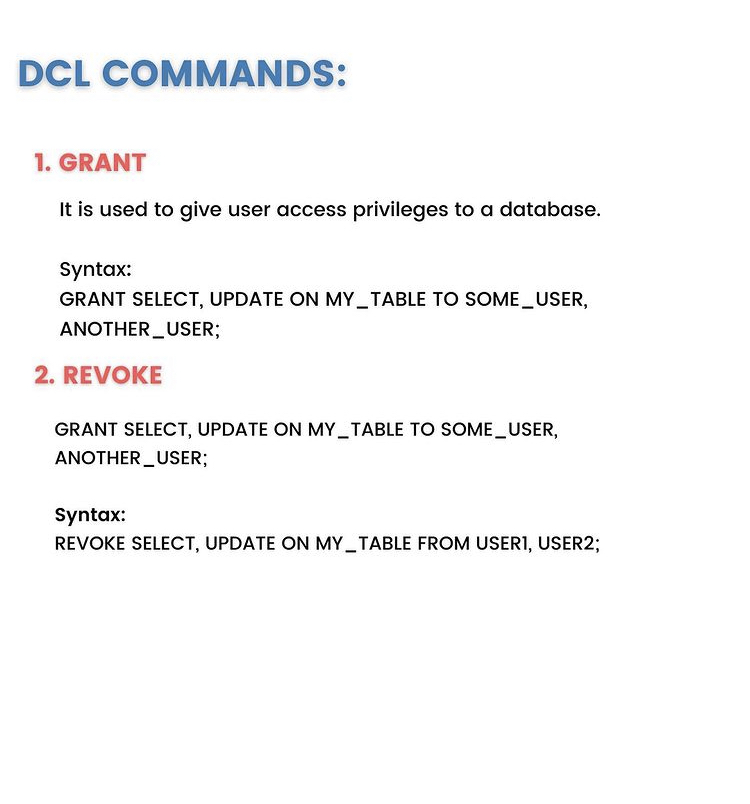 DCL COMMANDS:
1. GRANT
It is used to give user access privileges to a database.
Syntax:
GRANT SELECT, UPDATE ON MY_TABLE TO SOME_USER,
ANOTHER_USER;
2. REVOKE
GRANT SELECT, UPDATE ON MY_TABLE TO SOME_USER,
ANOTHER_USER;
Syntax:
REVOKE SELECT, UPDATE ON MY_TABLE FROM USER1, USER2;